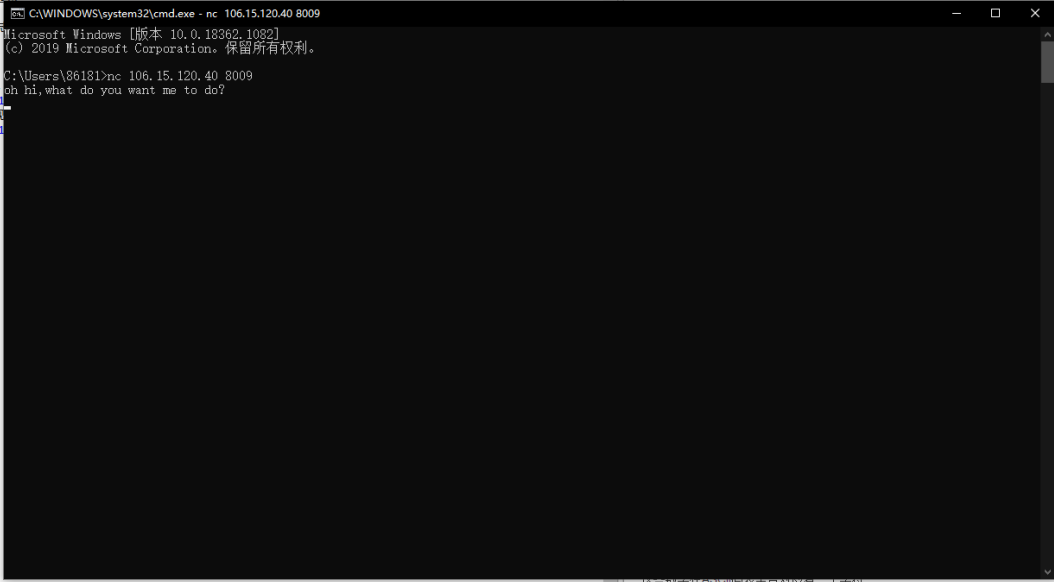 C:\WINDOWS\system32\cmd.exe - nc  106.15.120.40 8009
Microsoft Windows [版本 10.0.18362.1082]
(c) 2019 Microsoft Corporation。保留所有权利。
C:\Users\86181>nc 106.15.120.40 8009
oh hi,what do you want me to do?